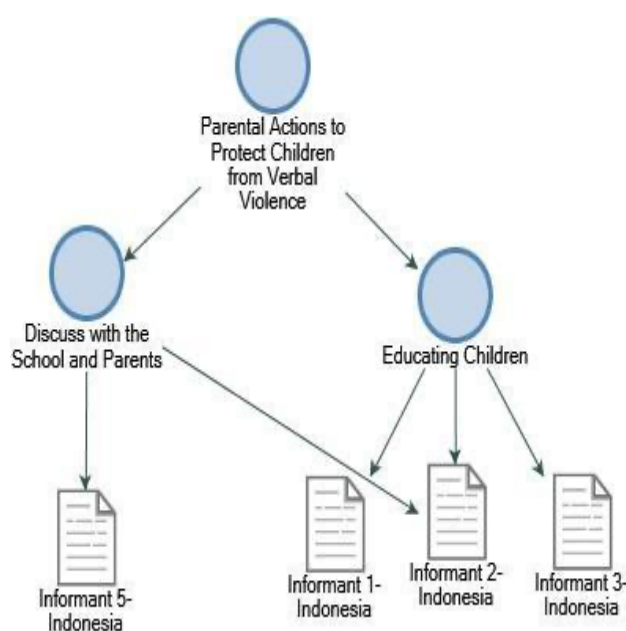 Parental Actions to
Protect Children
from Verbal
Violence
Discuss with the
School and Parents
Educating Children
Informant 5-
Indonesia
Informant 1-
Indonesia
Informant 2-
Indonesia
Informant 3-
Indonesia